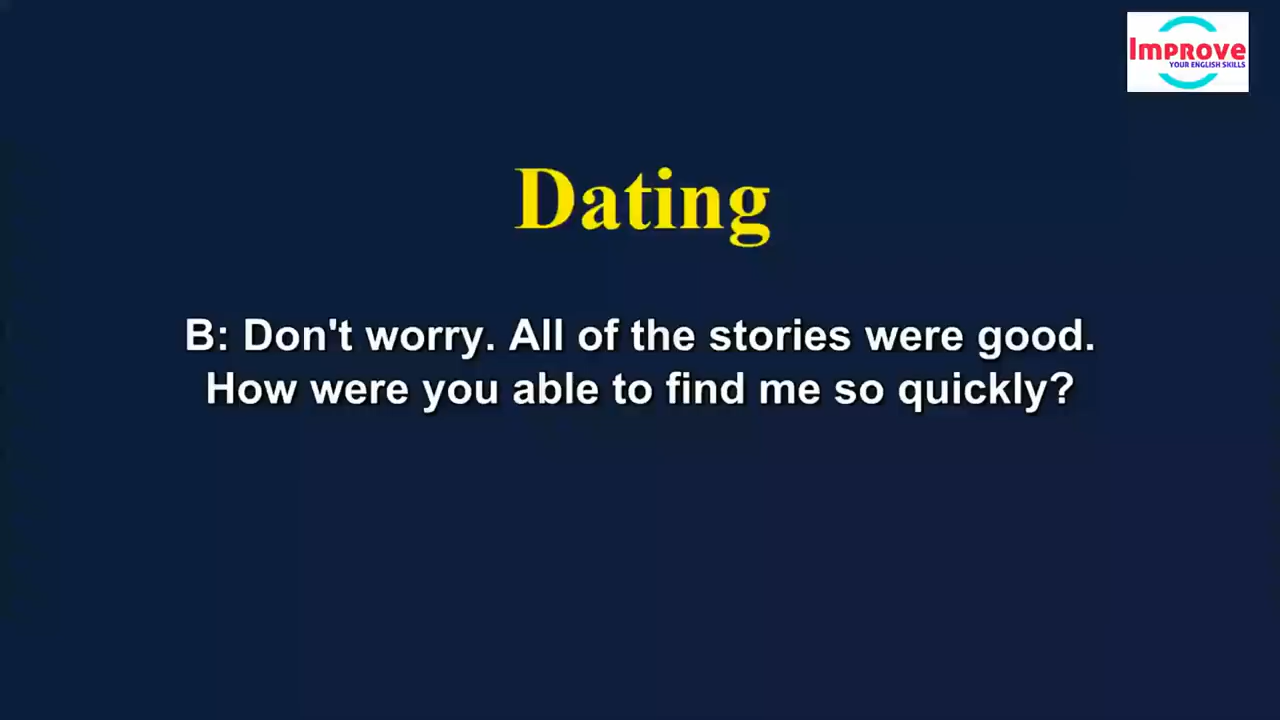 Improve
YOUR ENGLISH SKILLS
Dating
B: Don't worry. All of the stories were good.
How were you able to find me so quickly?